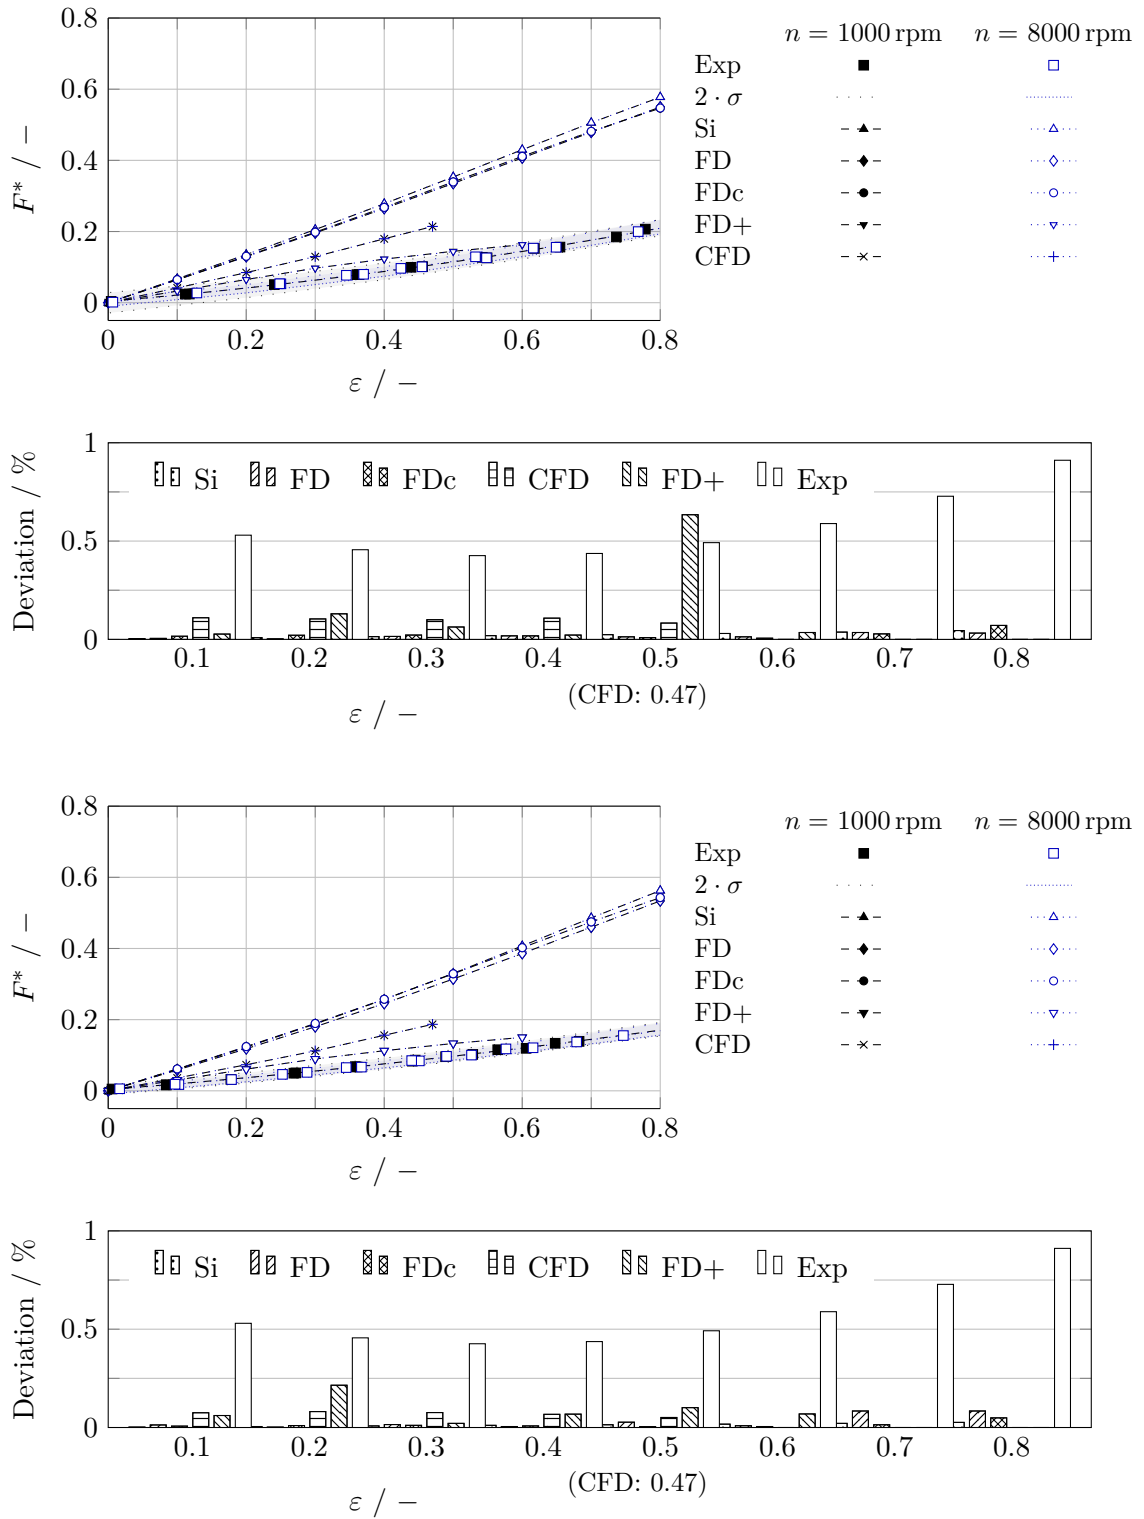 0.8
0.6
0.4
0.2
0
F* / −
0 0.2 0.4 0.6 0.8
ε / −
n = 1000 rpm n = 8000 rpm
Exp
2 · σ
Si
FD
FDc
FD+
CFD
1
0.5
0
Deviation / %
Si FD FDc CFD FD+ Exp
0.1 0.2 0.3 0.4 0.5 0.6 0.7 0.8
(CFD: 0.47)
ε / −
0.8
0.6
0.4
0.2
0
F* / −
0 0.2 0.4 0.6 0.8
ε / −
n = 1000 rpm n = 8000 rpm
Exp
2 · σ
Si
FD
FDc
FD+
CFD
1
0.5
0
Deviation / %
Si FD FDc CFD FD+ Exp
0.1 0.2 0.3 0.4 0.5 0.6 0.7 0.8
(CFD: 0.47)
ε / −